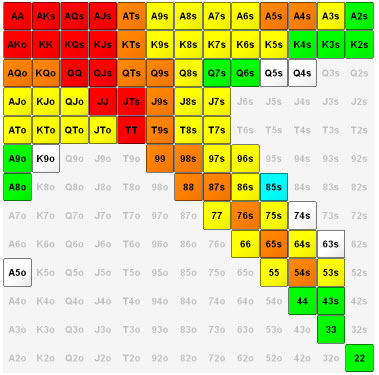 AA AKs AQs AJs ATs A9s A8s A7s A6s A5s A4s A3s A2s
AKo KK KQs KJs KTs K9s K8s K7s K6s K5s K4s K3s K2s
AQo KQo QQ QJs QTs Q9s Q8s Q7s Q6s Q5s Q4s Q3s Q2s
AJo KJo QJo JJ JTs J9s J8s J7s J6s J5s J4s J3s J2s
ATo KTo QTo JTo TT T9s T8s T7s T6s T5s T4s T3s T2s
A9o K9o Q9o J9o T9o 99 98s 97s 96s 95s 94s 93s 92s
A8o K8o Q8o J8o T8o 98o 88 87s 86s 85s 84s 83s 82s
A7o K7o Q7o J7o T7o 97o 87o 77 76s 75s 74s 73s 72s
A6o K6o Q6o J6o T6o 96o 86o 76o 66 65s 64s 63s 62s
A5o K5o Q5o J5o T5o 95o 85o 75o 65o 55 54s 53s 52s
A4o K4o Q4o J4o T4o 94o 84o 74o 64o 54o 44 43s 42s
A3o K3o Q3o J3o T3o 93o 83o 73o 63o 53o 43o 33 32s
A2o K2o Q2o J2o T2o 92o 82o 72o 62o 52o 42o 32o 22